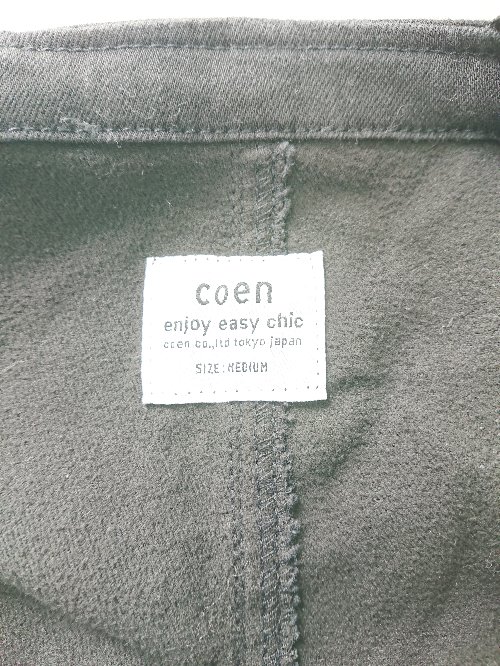 coen
enjoy easy chic
coen co.,ltd tokyo japan
SIZE:MEDIUM